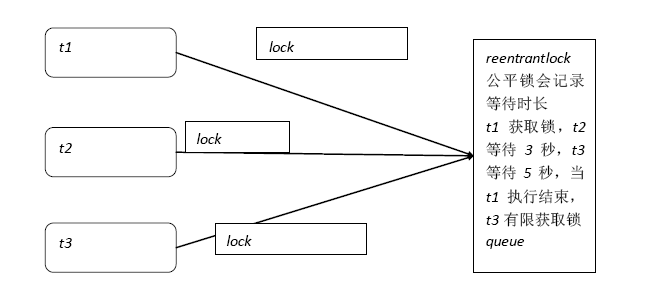 t1
lock
t2
lock
t3
lock
reentrantlock
公平锁会记录
等待时长
t1 获取锁，t2
等待 3 秒，t3
等待 5 秒，当
t1 执行结束，
t3 有限获取锁
queue